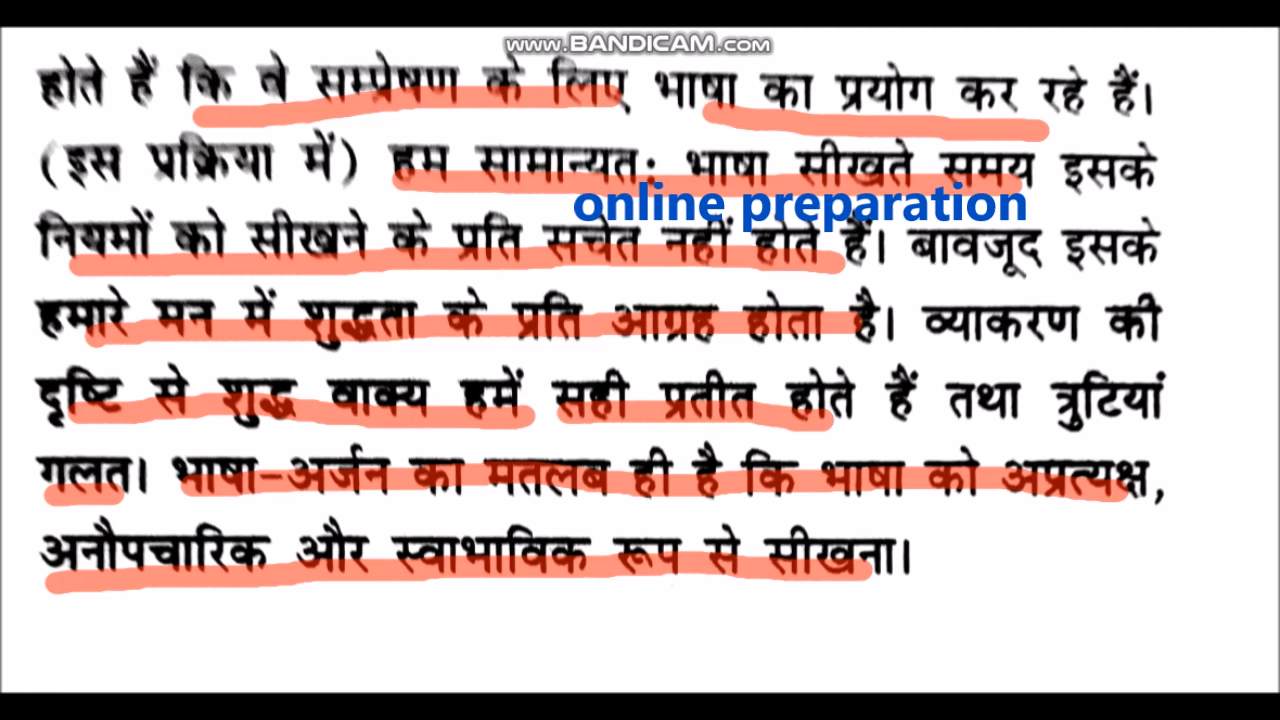 www.BANDICAM.com
होते हैं कि वे सम्प्रेषण के लिए भाषा का प्रयोग कर रहे हैं।
(इस प्रक्रिया में) हम सामान्यत: भाषा सीखते समय इसके
online preparation
नियमों को सीखने के प्रति सचेत नहीं होते हैं। बावजूद इसके
हमारे मन में शुद्धता के प्रति आग्रह होता है। व्याकरण की
दृष्टि से शुद्ध वाक्य हमें सही प्रतीत होते हैं तथा त्रुटियां
गलत। भाषा-अर्जन का मतलब ही है कि भाषा को अप्रत्यक्ष,
अनौपचारिक और स्वाभाविक रूप से सीखना।